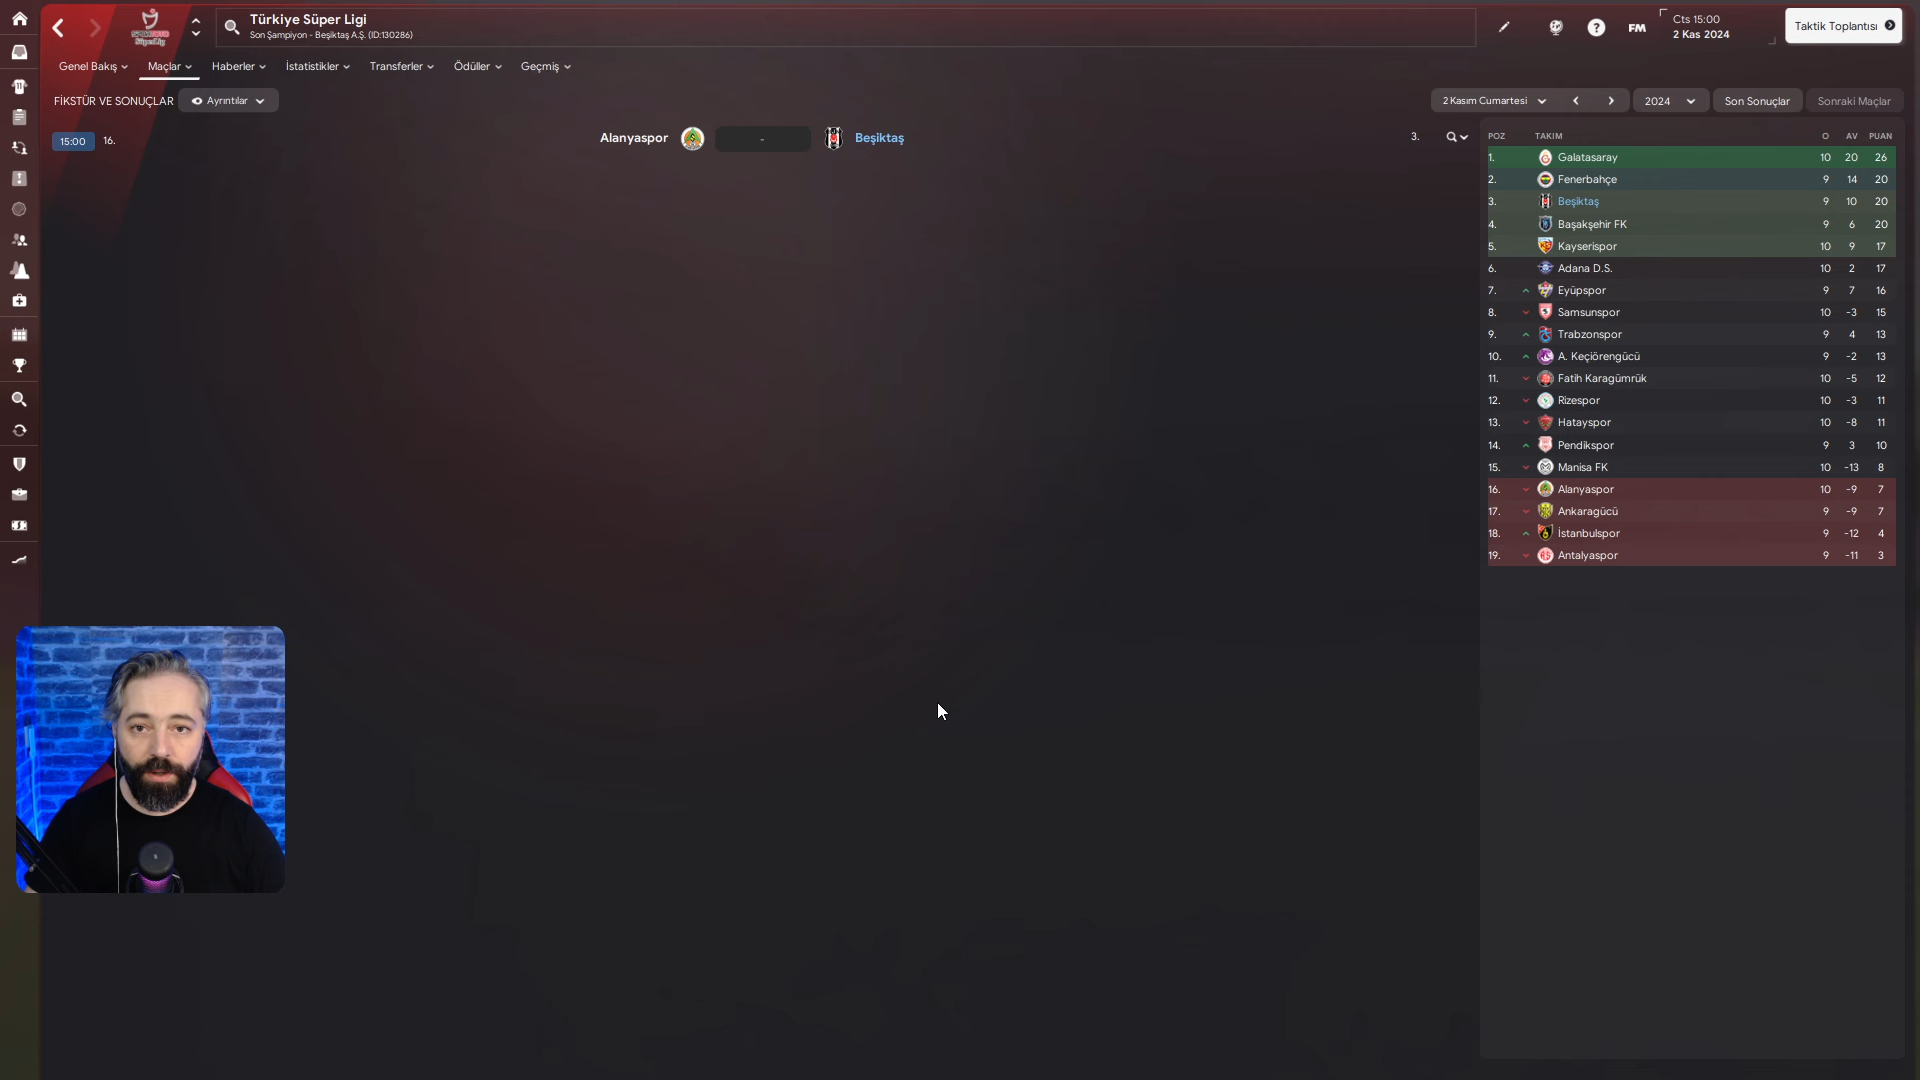 Türkiye Süper Ligi
Son Şampiyon - Beşiktaş A.Ş. (ID:130286)
FM
Cts 15:00
2 Kas 2024
Taktik Toplantısı
Genel Bakış
Maçlar
Haberler
İstatistikler
Transferler
Ödüller
Geçmiş
FİKSTÜR VE SONUÇLAR
Ayrıntılar
2 Kasım Cumartesi
2024
Son Sonuçlar
Sonraki Maçlar
15:00 16. Alanyaspor - Beşiktaş 3.
POZ TAKIM O AV PUAN
1. Galatasaray 10 20 26
2. Fenerbahçe 9 14 20
3. Beşiktaş 9 10 20
4. Başakşehir FK 9 6 20
5. Kayserispor 10 9 17
6. Adana D.S. 10 2 17
7. Eyüpspor 9 7 16
8. Samsunspor 10 -3 15
9. Trabzonspor 9 4 13
10. A. Keçiörengücü 9 -2 13
11. Fatih Karagümrük 10 -5 12
12. Rizespor 10 -3 11
13. Hatayspor 10 -8 11
14. Pendikspor 9 3 10
15. Manisa FK 10 -13 8
16. Alanyaspor 10 -9 7
17. Ankaragücü 9 -9 7
18. İstanbulspor 9 -12 4
19. Antalyaspor 9 -11 3